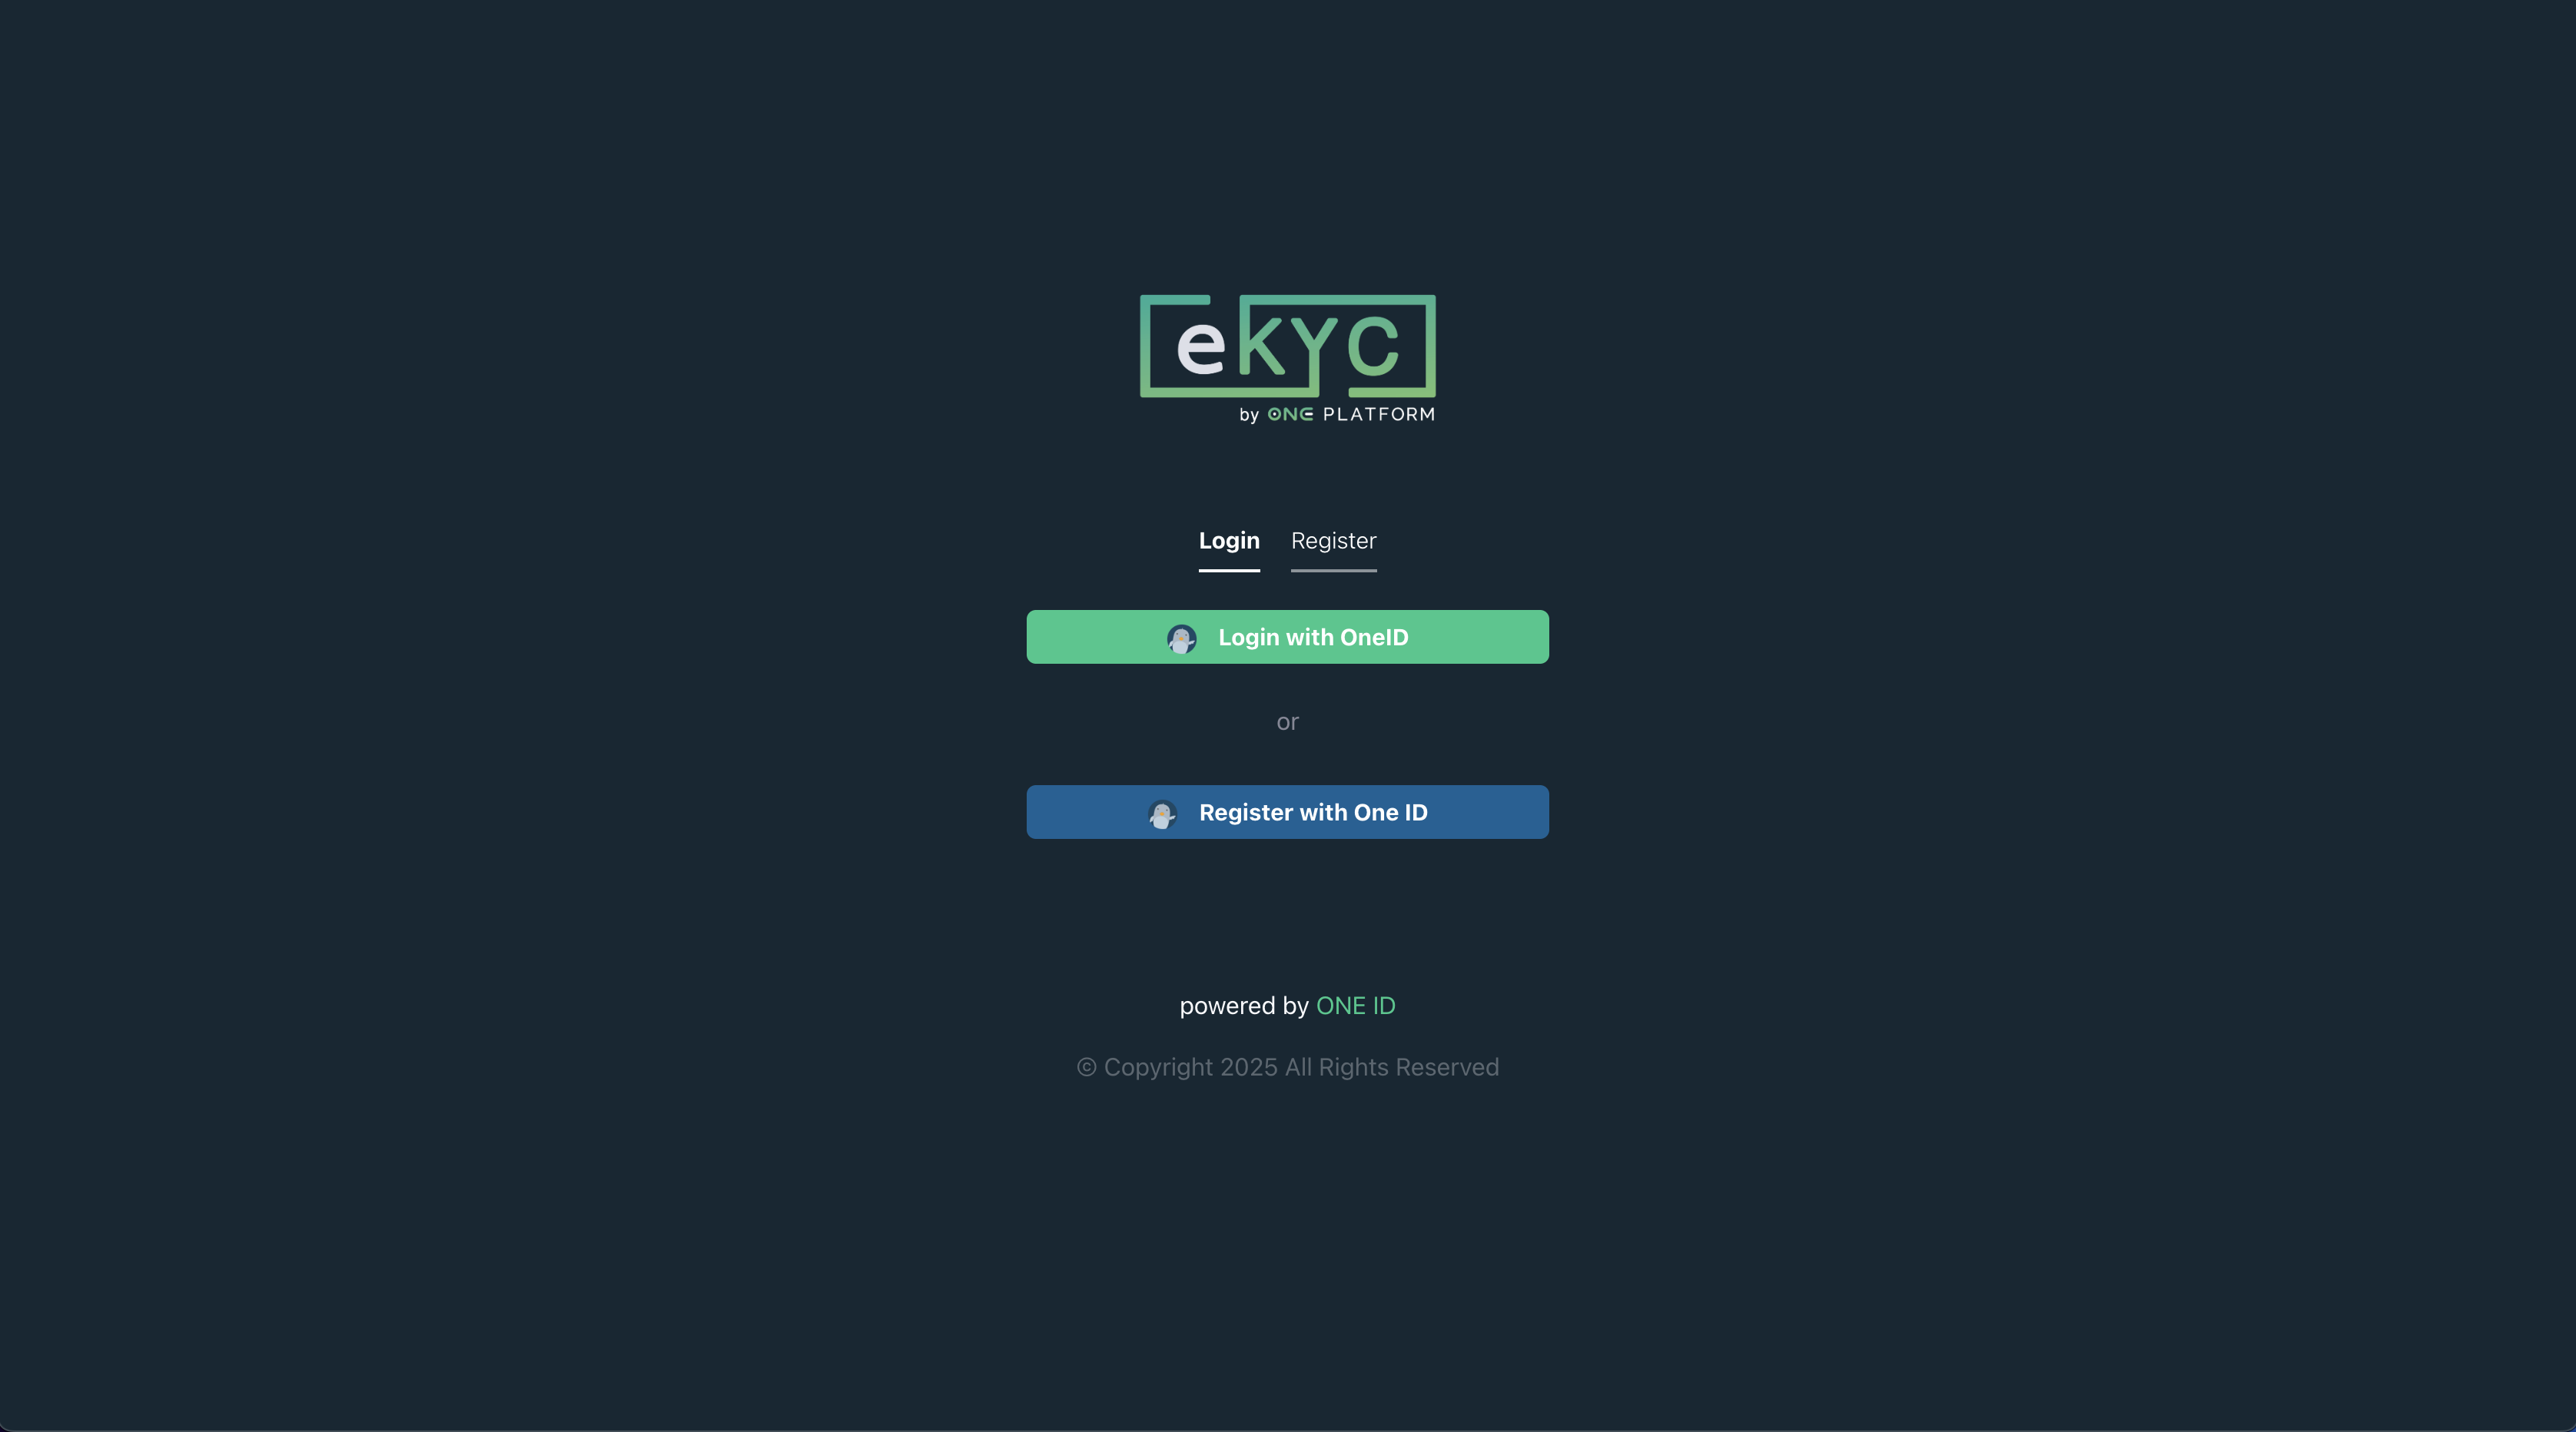 eKYC
by ONE PLATFORM
Login Register
Login with OneID
or
Register with One ID
powered by ONE ID
© Copyright 2025 All Rights Reserved